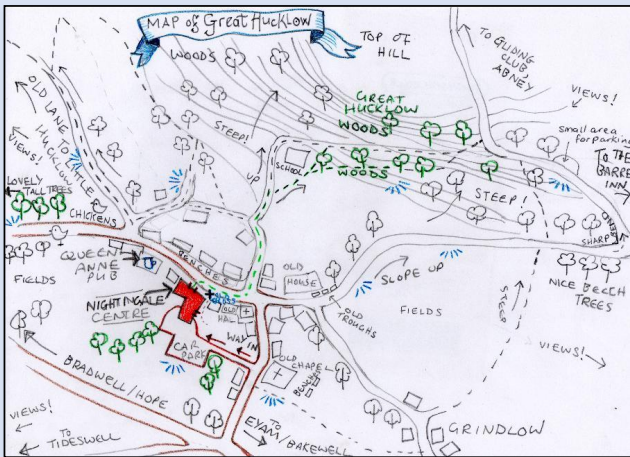 MAP of Great Hucklow
TOP OF
HILL
TO GLIDING
CLUB,
ABNEY
WOODS
GREAT
HUCKLOW
WOODS
VIEWS!
small area
for parking
TO THE
BARREL
INN
OLD LANE TO
LITTLE
HUCKLOW
VIEWS!
STEEP!
UP
SCHOOL
WOODS
STEEP!
SHARP
BEND
LOVELY
TALL TREES
CHICKENS
QUEEN
ANNE
PUB
FIELDS
BENCHES
OLD
HOUSE
SLOPE UP
NICE BEECH
TREES
NIGHTINGALE
CENTRE
OLD
HALL
OLD
TROUGHS
FIELDS
STEEP
CAR
PARK
WAY IN
OLD CHAPEL
VIEWS!
BRADWELL/HOPE
VIEWS!
TO
TIDESWELL
TO
EYAM/BAKEWELL
GRINDLOW